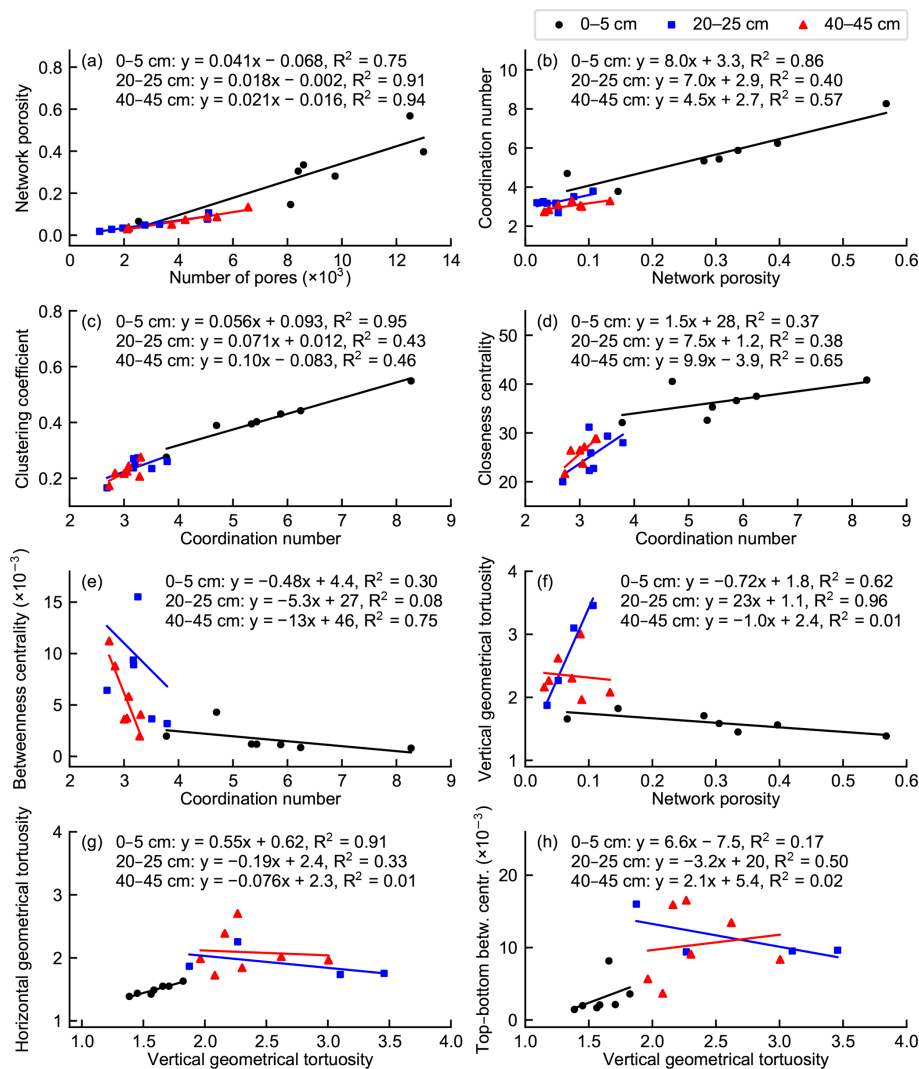 0–5 cm 20–25 cm 40–45 cm
(a) 0–5 cm: y = 0.041x − 0.068, R² = 0.75
20–25 cm: y = 0.018x − 0.002, R² = 0.91
40–45 cm: y = 0.021x − 0.016, R² = 0.94
Network porosity
0.8
0.6
0.4
0.2
0.0
0 2 4 6 8 10 12 14
Number of pores (×10³)
(b) 0–5 cm: y = 8.0x + 3.3, R² = 0.86
20–25 cm: y = 7.0x + 2.9, R² = 0.40
40–45 cm: y = 4.5x + 2.7, R² = 0.57
Coordination number
10
8
6
4
2
0.0 0.1 0.2 0.3 0.4 0.5 0.6
Network porosity
(c) 0–5 cm: y = 0.056x + 0.093, R² = 0.95
20–25 cm: y = 0.071x + 0.012, R² = 0.43
40–45 cm: y = 0.10x − 0.083, R² = 0.46
Clustering coefficient
0.8
0.6
0.4
0.2
2 3 4 5 6 7 8 9
Coordination number
(d) 0–5 cm: y = 1.5x + 28, R² = 0.37
20–25 cm: y = 7.5x + 1.2, R² = 0.38
40–45 cm: y = 9.9x − 3.9, R² = 0.65
Closeness centrality
50
40
30
20
2 3 4 5 6 7 8 9
Coordination number
(e) 0–5 cm: y = −0.48x + 4.4, R² = 0.30
20–25 cm: y = −5.3x + 27, R² = 0.08
40–45 cm: y = −13x + 46, R² = 0.75
Betweenness centrality (×10⁻³)
15
10
5
0
2 3 4 5 6 7 8 9
Coordination number
(f) 0–5 cm: y = −0.72x + 1.8, R² = 0.62
20–25 cm: y = 23x + 1.1, R² = 0.96
40–45 cm: y = −1.0x + 2.4, R² = 0.01
Vertical geometrical tortuosity
4
3
2
1
0.0 0.1 0.2 0.3 0.4 0.5 0.6
Network porosity
(g) 0–5 cm: y = 0.55x + 0.62, R² = 0.91
20–25 cm: y = −0.19x + 2.4, R² = 0.33
40–45 cm: y = −0.076x + 2.3, R² = 0.01
Horizontal geometrical tortuosity
4
3
2
1
1.0 1.5 2.0 2.5 3.0 3.5 4.0
Vertical geometrical tortuosity
(h) 0–5 cm: y = 6.6x − 7.5, R² = 0.17
20–25 cm: y = −3.2x + 20, R² = 0.50
40–45 cm: y = 2.1x + 5.4, R² = 0.02
Top–bottom betw. centr. (×10⁻³)
20
10
0
1.0 1.5 2.0 2.5 3.0 3.5 4.0
Vertical geometrical tortuosity